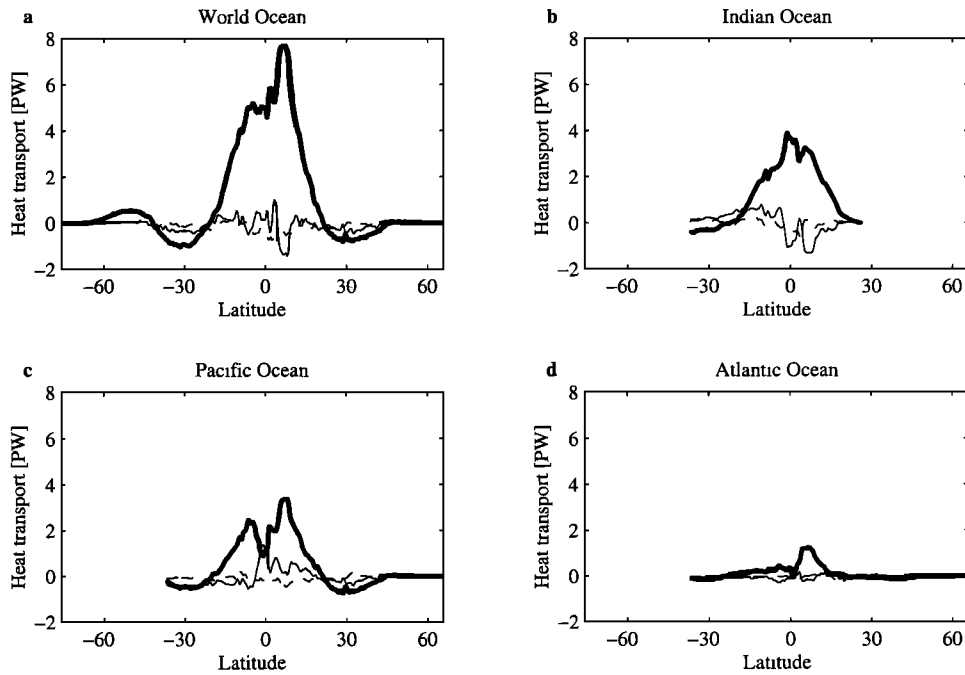 a World Ocean
Heat transport [PW]
8
6
4
2
0
−2
−60 −30 0 30 60
Latitude
b Indian Ocean
Heat transport [PW]
8
6
4
2
0
−2
−60 −30 0 30 60
Latitude
c Pacific Ocean
Heat transport [PW]
8
6
4
2
0
−2
−60 −30 0 30 60
Latitude
d Atlantic Ocean
Heat transport [PW]
8
6
4
2
0
−2
−60 −30 0 30 60
Latitude